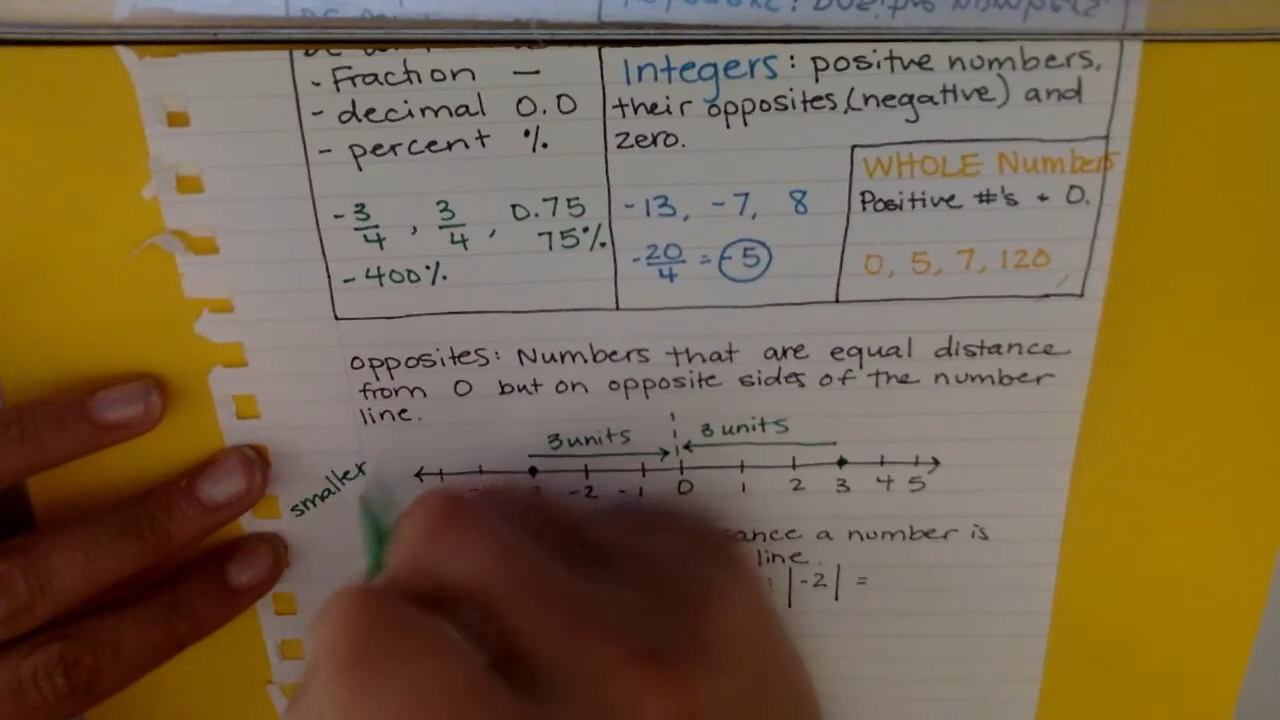 - Fraction —
- decimal 0.0
- percent %
-3/4, 3/4, 0.75
75%
-400%
Integers: positve numbers,
their opposites, (negative) and
zero.
-13, -7, 8
-20/4 = -5
WHOLE Numbers
Positive #'s + 0.
0, 5, 7, 120
opposites: Numbers that are equal distance
from 0 but on opposite sides of the number
line.
3 units 3 units
smaller
-2 -1 0 1 2 3 4 5
a number is
line.
|-2| =